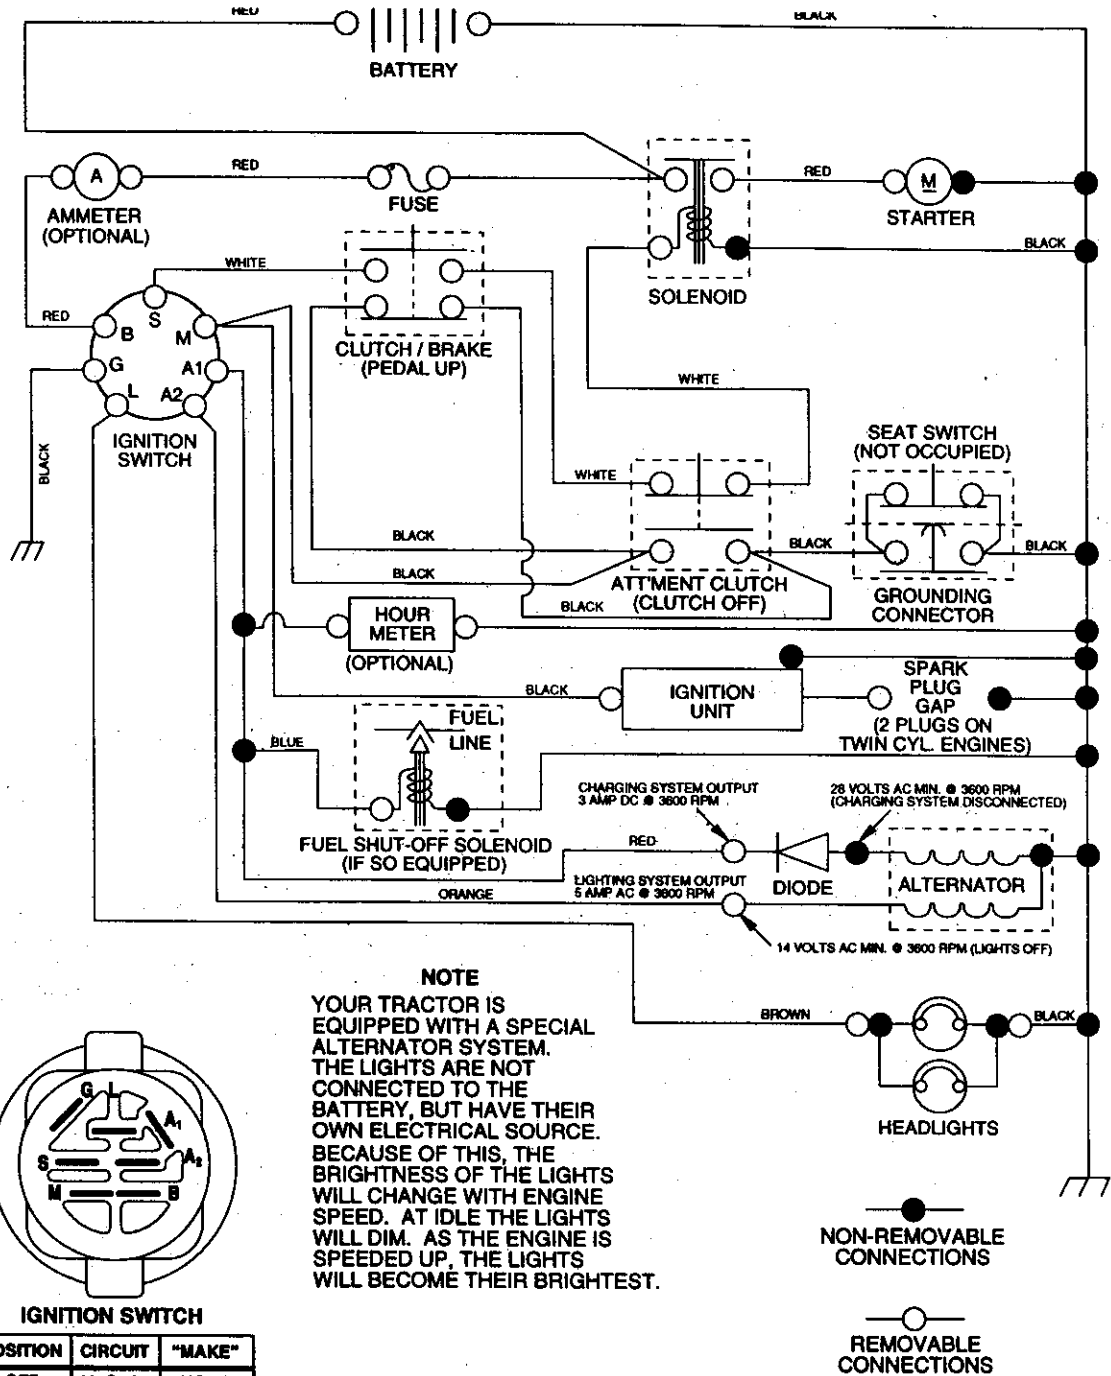 RED
BLACK
BATTERY
A
RED
FUSE
RED
M
AMMETER
(OPTIONAL)
STARTER
BLACK
SOLENOID
WHITE
RED
S
B
M
G
A1
L
A2
CLUTCH / BRAKE
(PEDAL UP)
IGNITION
SWITCH
BLACK
WHITE
SEAT SWITCH
(NOT OCCUPIED)
WHITE
BLACK
BLACK
BLACK
BLACK
ATT'MENT CLUTCH
(CLUTCH OFF)
BLACK
GROUNDING
CONNECTOR
HOUR
METER
(OPTIONAL)
BLACK
IGNITION
UNIT
SPARK
PLUG
GAP
(2 PLUGS ON
TWIN CYL. ENGINES)
FUEL
LINE
BLUE
FUEL SHUT-OFF SOLENOID
(IF SO EQUIPPED)
CHARGING SYSTEM OUTPUT
3 AMP DC @ 3600 RPM
28 VOLTS AC MIN. @ 3600 RPM
(CHARGING SYSTEM DISCONNECTED)
RED
DIODE
ALTERNATOR
LIGHTING SYSTEM OUTPUT
5 AMP AC @ 3600 RPM
ORANGE
14 VOLTS AC MIN. @ 3600 RPM (LIGHTS OFF)
BROWN
BLACK
HEADLIGHTS
NOTE
YOUR TRACTOR IS
EQUIPPED WITH A SPECIAL
ALTERNATOR SYSTEM.
THE LIGHTS ARE NOT
CONNECTED TO THE
BATTERY, BUT HAVE THEIR
OWN ELECTRICAL SOURCE.
BECAUSE OF THIS, THE
BRIGHTNESS OF THE LIGHTS
WILL CHANGE WITH ENGINE
SPEED. AT IDLE THE LIGHTS
WILL DIM. AS THE ENGINE IS
SPEEDED UP, THE LIGHTS
WILL BECOME THEIR BRIGHTEST.
G L
A1
S
A2
M
B
IGNITION SWITCH
CIRCUIT "MAKE"
NON-REMOVABLE
CONNECTIONS
REMOVABLE
CONNECTIONS